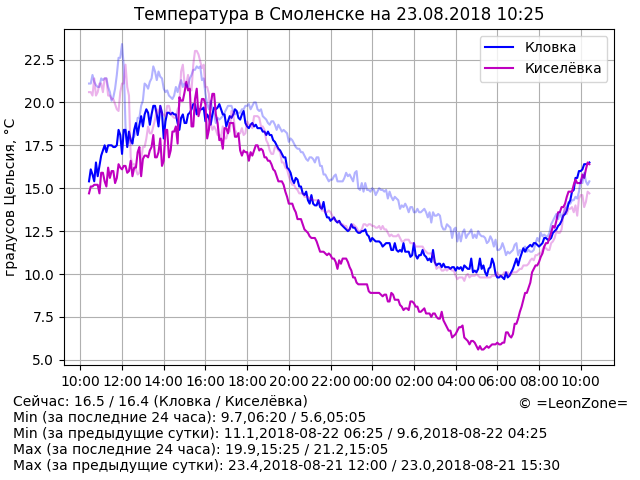 Температура в Смоленске на 23.08.2018 10:25
градусов Цельсия, °C
22.5
20.0
17.5
15.0
12.5
10.0
7.5
5.0
Кловка
Киселёвка
10:00 12:00 14:00 16:00 18:00 20:00 22:00 00:00 02:00 04:00 06:00 08:00 10:00
Сейчас: 16.5 / 16.4 (Кловка / Киселёвка)
© =LeonZone=
Min (за последние 24 часа): 9.7,06:20 / 5.6,05:05
Min (за предыдущие сутки): 11.1,2018-08-22 06:25 / 9.6,2018-08-22 04:25
Max (за последние 24 часа): 19.9,15:25 / 21.2,15:05
Max (за предыдущие сутки): 23.4,2018-08-21 12:00 / 23.0,2018-08-21 15:30